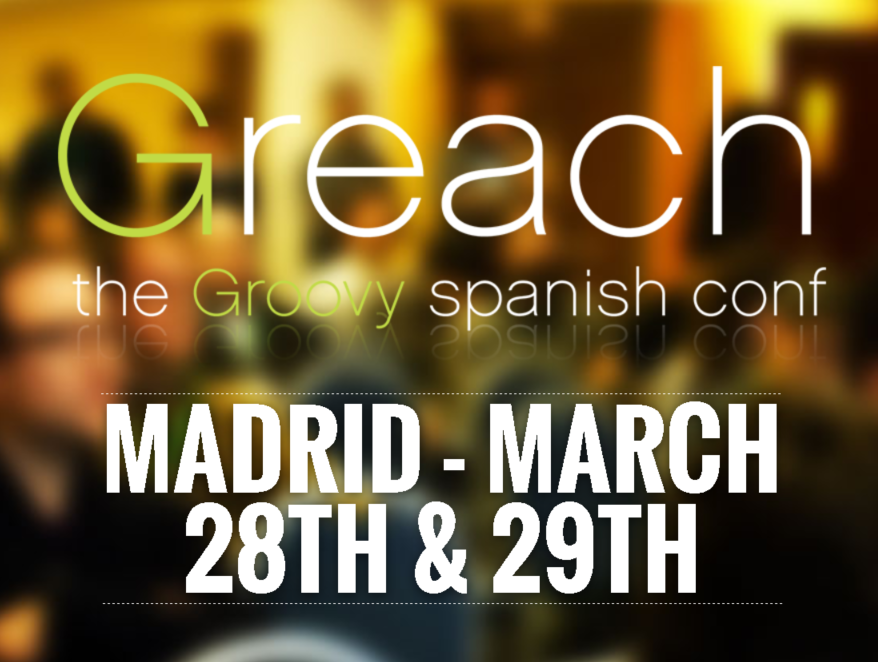 Greach
the Groovy spanish conf
MADRID - MARCH
28TH & 29TH